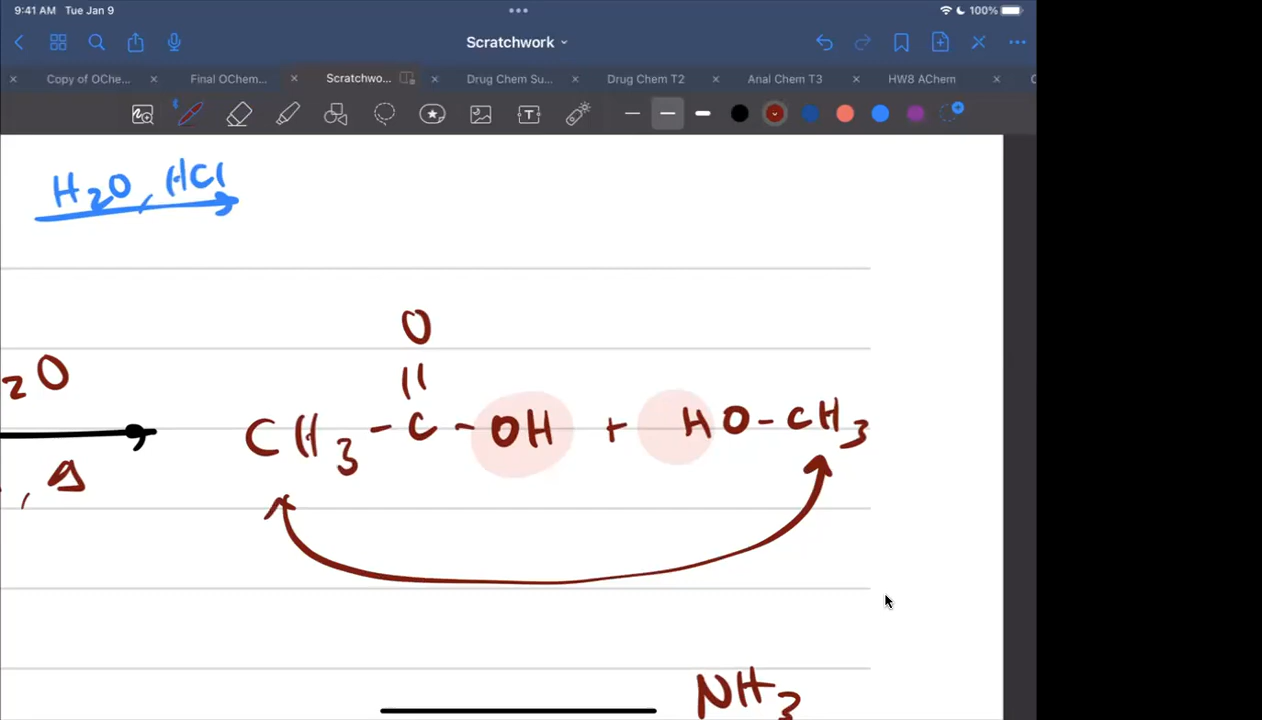 9:41 AM Tue Jan 9
100%
Scratchwork
Copy of OChe...
Final OChem...
Scratchwo...
Drug Chem Su...
Drug Chem T2
Anal Chem T3
HW8 AChem
H2O, HCl
O
||
2O
CH3-C-OH + HO-CH3
, Δ
NH3